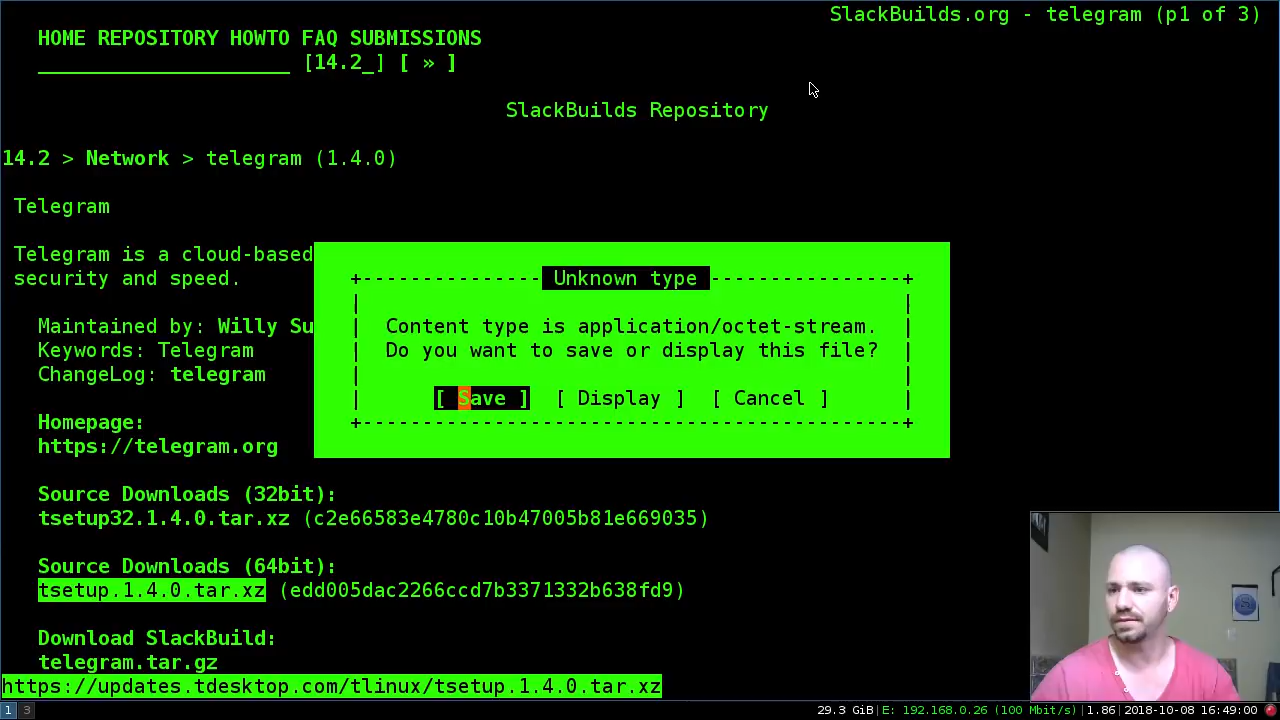 SlackBuilds.org - telegram (p1 of 3)
HOME REPOSITORY HOWTO FAQ SUBMISSIONS
_____________________ [14.2_] [ » ]
SlackBuilds Repository
14.2 > Network > telegram (1.4.0)
Telegram
Telegram is a cloud-based
security and speed.
Unknown type
Content type is application/octet-stream.
Do you want to save or display this file?
[ Save ] [ Display ] [ Cancel ]
Maintained by: Willy Su
Keywords: Telegram
ChangeLog: telegram
Homepage:
https://telegram.org
Source Downloads (32bit):
tsetup32.1.4.0.tar.xz (c2e66583e4780c10b47005b81e669035)
Source Downloads (64bit):
tsetup.1.4.0.tar.xz (edd005dac2266ccd7b3371332b638fd9)
Download SlackBuild:
telegram.tar.gz
https://updates.tdesktop.com/tlinux/tsetup.1.4.0.tar.xz
1 3 29.3 GiB|E: 192.168.0.26 (100 Mbit/s)|1.86|2018-10-08 16:49:00